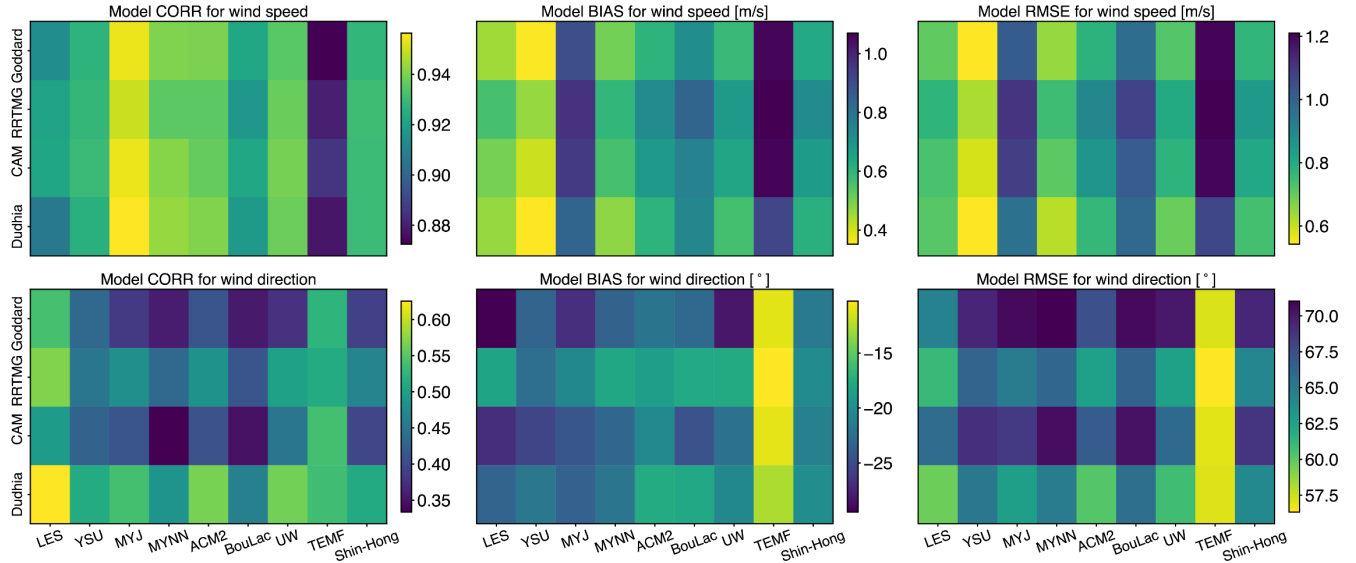 Model CORR for wind speed
Model BIAS for wind speed [m/s]
Model RMSE for wind speed [m/s]
Goddard
RRTMG
CAM
Dudhia
0.94
0.92
0.90
0.88
1.0
0.8
0.6
0.4
1.2
1.0
0.8
0.6
Model CORR for wind direction
Model BIAS for wind direction [°]
Model RMSE for wind direction [°]
Goddard
RRTMG
CAM
Dudhia
0.60
0.55
0.50
0.45
0.40
0.35
−15
−20
−25
70.0
67.5
65.0
62.5
60.0
57.5
LES YSU MYJ MYNN ACM2 BouLac UW TEMF Shin-Hong
LES YSU MYJ MYNN ACM2 BouLac UW TEMF Shin-Hong
LES YSU MYJ MYNN ACM2 BouLac UW TEMF Shin-Hong